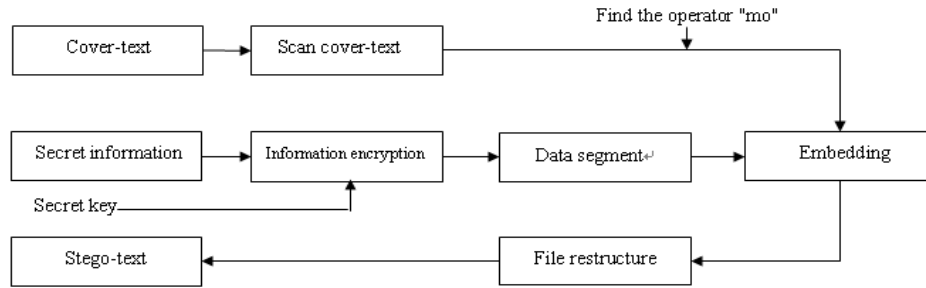 Find the operator "mo"
Cover-text
Scan cover-text
Secret information
Information encryption
Data segment↵
Embedding
Secret key
Stego-text
File restructure